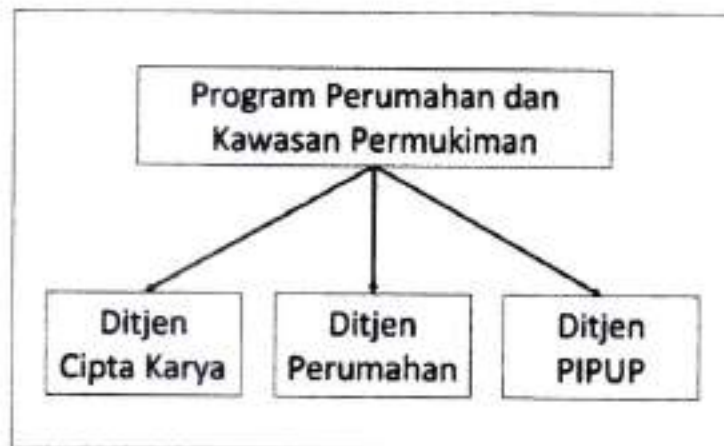 Program Perumahan dan
Kawasan Permukiman
Ditjen
Cipta Karya
Ditjen
Perumahan
Ditjen
PIPUP